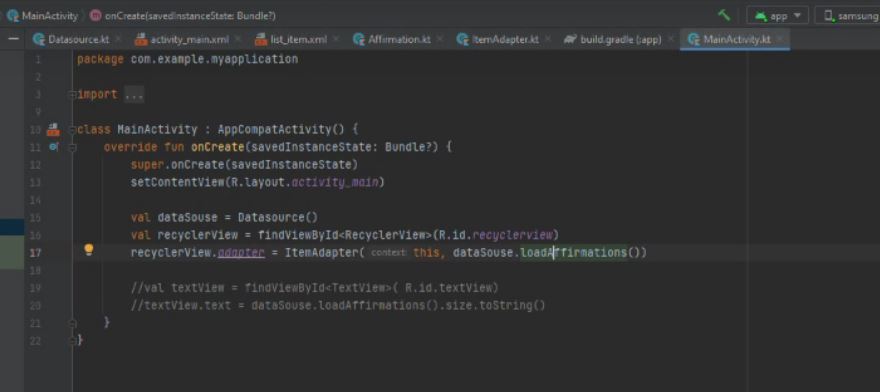 MainActivity onCreate(savedInstanceState: Bundle?) app samsung
Datasource.kt activity_main.xml list_item.xml Affirmation.kt ItemAdapter.kt build.gradle (:app) MainActivity.kt
1 package com.example.myapplication
2
3 import ...
9
10 class MainActivity : AppCompatActivity() {
11 override fun onCreate(savedInstanceState: Bundle?) {
12 super.onCreate(savedInstanceState)
13 setContentView(R.layout.activity_main)
14
15 val dataSouse = Datasource()
16 val recyclerView = findViewById<RecyclerView>(R.id.recyclerview)
17 recyclerView.adapter = ItemAdapter( context: this, dataSouse.loadAffirmations())
18
19 //val textView = findViewById<TextView>( R.id.textView)
20 //textView.text = dataSouse.loadAffirmations().size.toString()
21 }
22 }